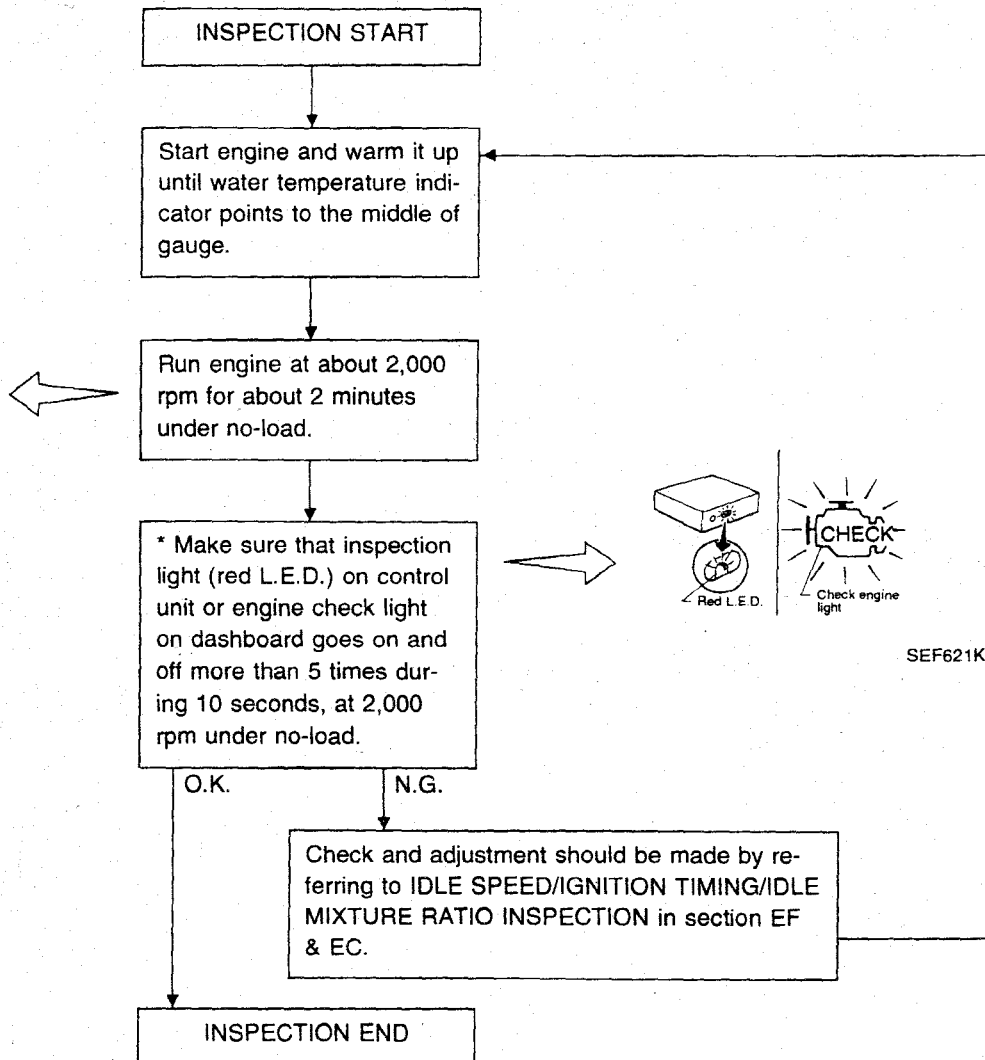 INSPECTION START
Start engine and warm it up
until water temperature indi-
cator points to the middle of
gauge.
Run engine at about 2,000
rpm for about 2 minutes
under no-load.
* Make sure that inspection
light (red L.E.D.) on control
unit or engine check light
on dashboard goes on and
off more than 5 times dur-
ing 10 seconds, at 2,000
rpm under no-load.
CHECK
Red L.E.D.
Check engine
light
SEF621K
O.K.
N.G.
Check and adjustment should be made by re-
ferring to IDLE SPEED/IGNITION TIMING/IDLE
MIXTURE RATIO INSPECTION in section EF
& EC.
INSPECTION END